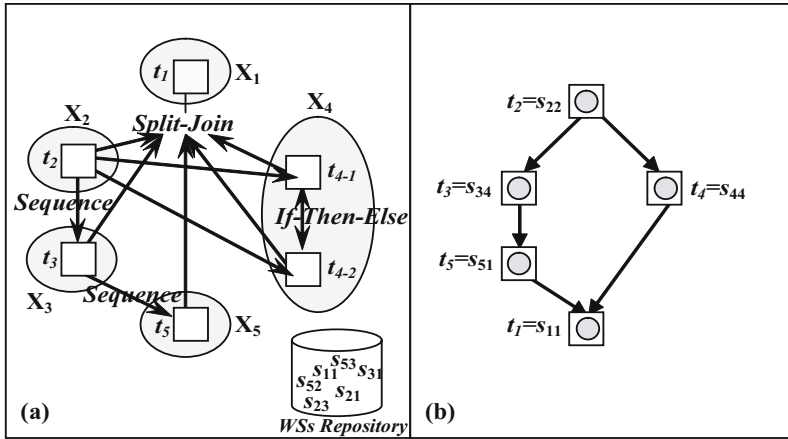 t1
X1
X2
Split-Join
X4
t2
t4-1
Sequence
If-Then-Else
t3
t4-2
X3
Sequence
t5
X5
s53
s11
s31
s52
s21
s23
(a)
WSs Repository
t2=s22
t3=s34
t4=s44
t5=s51
t1=s11
(b)